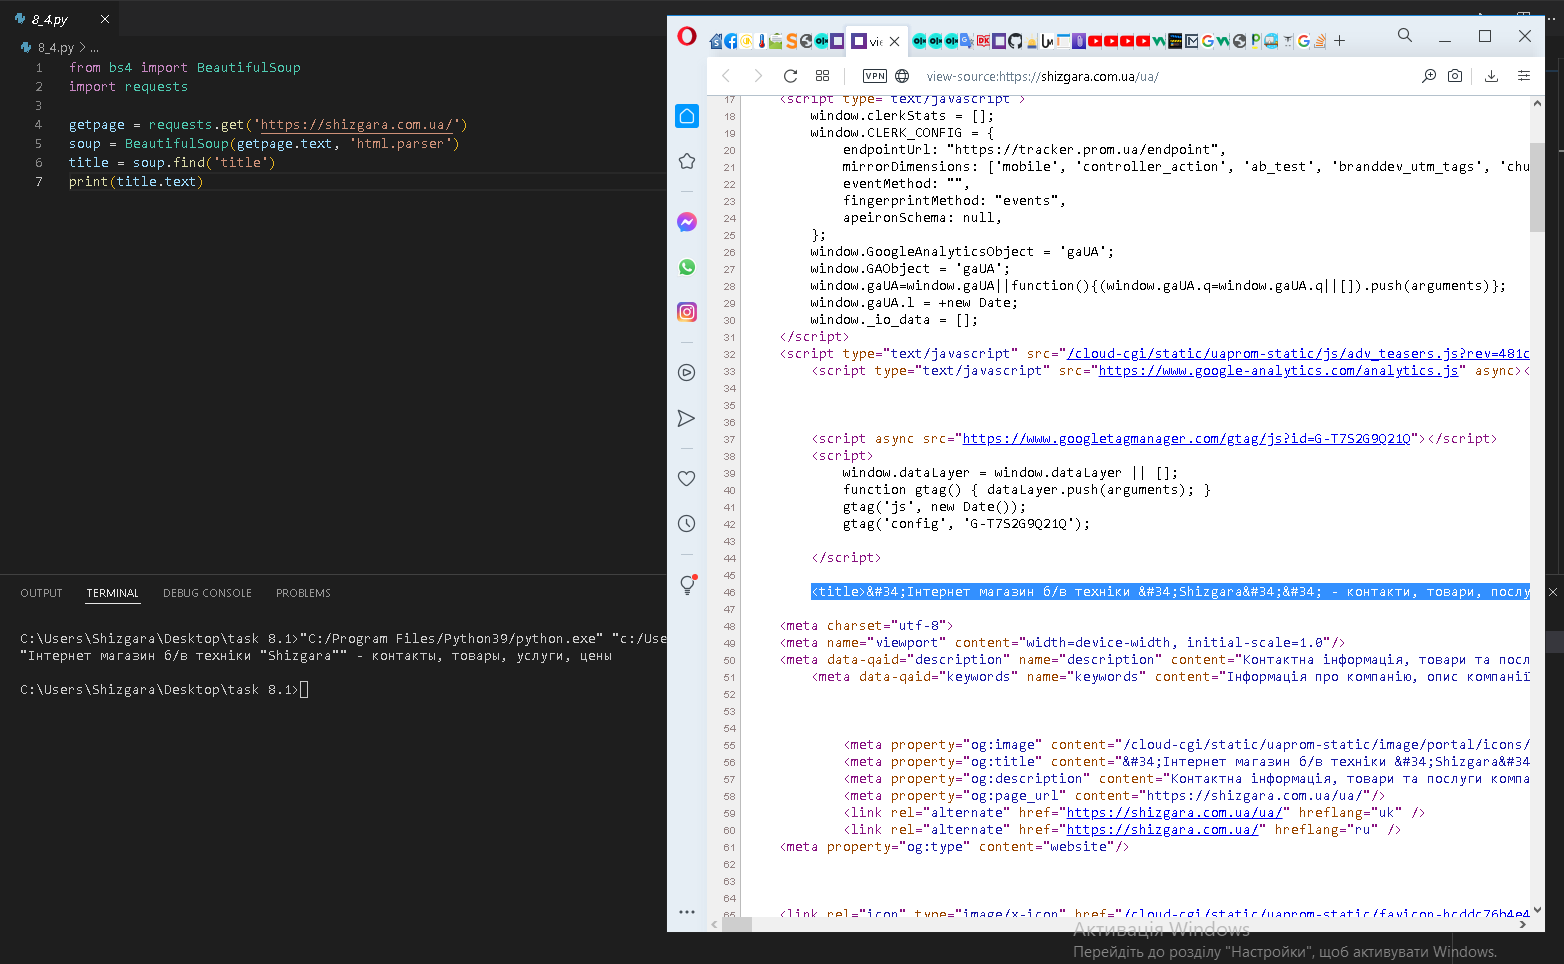 8_4.py
8_4.py > ...
1 from bs4 import BeautifulSoup
2 import requests
3
4 getpage = requests.get('https://shizgara.com.ua/')
5 soup = BeautifulSoup(getpage.text, 'html.parser')
6 title = soup.find('title')
7 print(title.text)
OUTPUT TERMINAL DEBUG CONSOLE PROBLEMS
C:\Users\Shizgara\Desktop\task 8.1>"C:/Program Files/Python39/python.exe" "c:/Use
"Інтернет магазин б/в техніки "Shizgara"" - контакты, товары, услуги, цены
C:\Users\Shizgara\Desktop\task 8.1>
vie
VPN view-source:https://shizgara.com.ua/ua/
17 <script type="text/javascript">
18 window.clerkStats = [];
19 window.CLERK_CONFIG = {
20 endpointUrl: "https://tracker.prom.ua/endpoint",
21 mirrorDimensions: ['mobile', 'controller_action', 'ab_test', 'branddev_utm_tags', 'chu
22 eventMethod: "",
23 fingerprintMethod: "events",
24 apeironSchema: null,
25 };
26 window.GoogleAnalyticsObject = 'gaUA';
27 window.GAObject = 'gaUA';
28 window.gaUA=window.gaUA||function(){(window.gaUA.q=window.gaUA.q||[]).push(arguments)};
29 window.gaUA.l = +new Date;
30 window._io_data = [];
31 </script>
32 <script type="text/javascript" src="/cloud-cgi/static/uaprom-static/js/adv_teasers.js?rev=481c
33 <script type="text/javascript" src="https://www.google-analytics.com/analytics.js" async><
34
35
36
37 <script async src="https://www.googletagmanager.com/gtag/js?id=G-T7S2G9Q21Q"></script>
38 <script>
39 window.dataLayer = window.dataLayer || [];
40 function gtag() { dataLayer.push(arguments); }
41 gtag('js', new Date());
42 gtag('config', 'G-T7S2G9Q21Q');
43
44 </script>
45
46 <title>&#34;Інтернет магазин б/в техніки &#34;Shizgara&#34;&#34; - контакти, товари, послу
47
48 <meta charset="utf-8">
49 <meta name="viewport" content="width=device-width, initial-scale=1.0"/>
50 <meta data-qaid="description" name="description" content="Контактна інформація, товари та посл
51 <meta data-qaid="keywords" name="keywords" content="Інформація про компанію, опис компанії
52
53
54
55 <meta property="og:image" content="/cloud-cgi/static/uaprom-static/image/portal/icons/
56 <meta property="og:title" content="&#34;Інтернет магазин б/в техніки &#34;Shizgara&#34
57 <meta property="og:description" content="Контактна інформація, товари та послуги компа
58 <meta property="og:page_url" content="https://shizgara.com.ua/ua/"/>
59 <link rel="alternate" href="https://shizgara.com.ua/ua/" hreflang="uk" />
60 <link rel="alternate" href="https://shizgara.com.ua/" hreflang="ru" />
61 <meta property="og:type" content="website"/>
62
63
64
65 <link rel="icon" type="image/x-icon" href="/cloud-cgi/static/uaprom-static/favicon-bcddc76b4e4
Активація Windows
Перейдіть до розділу "Настройки", щоб активувати Windows.